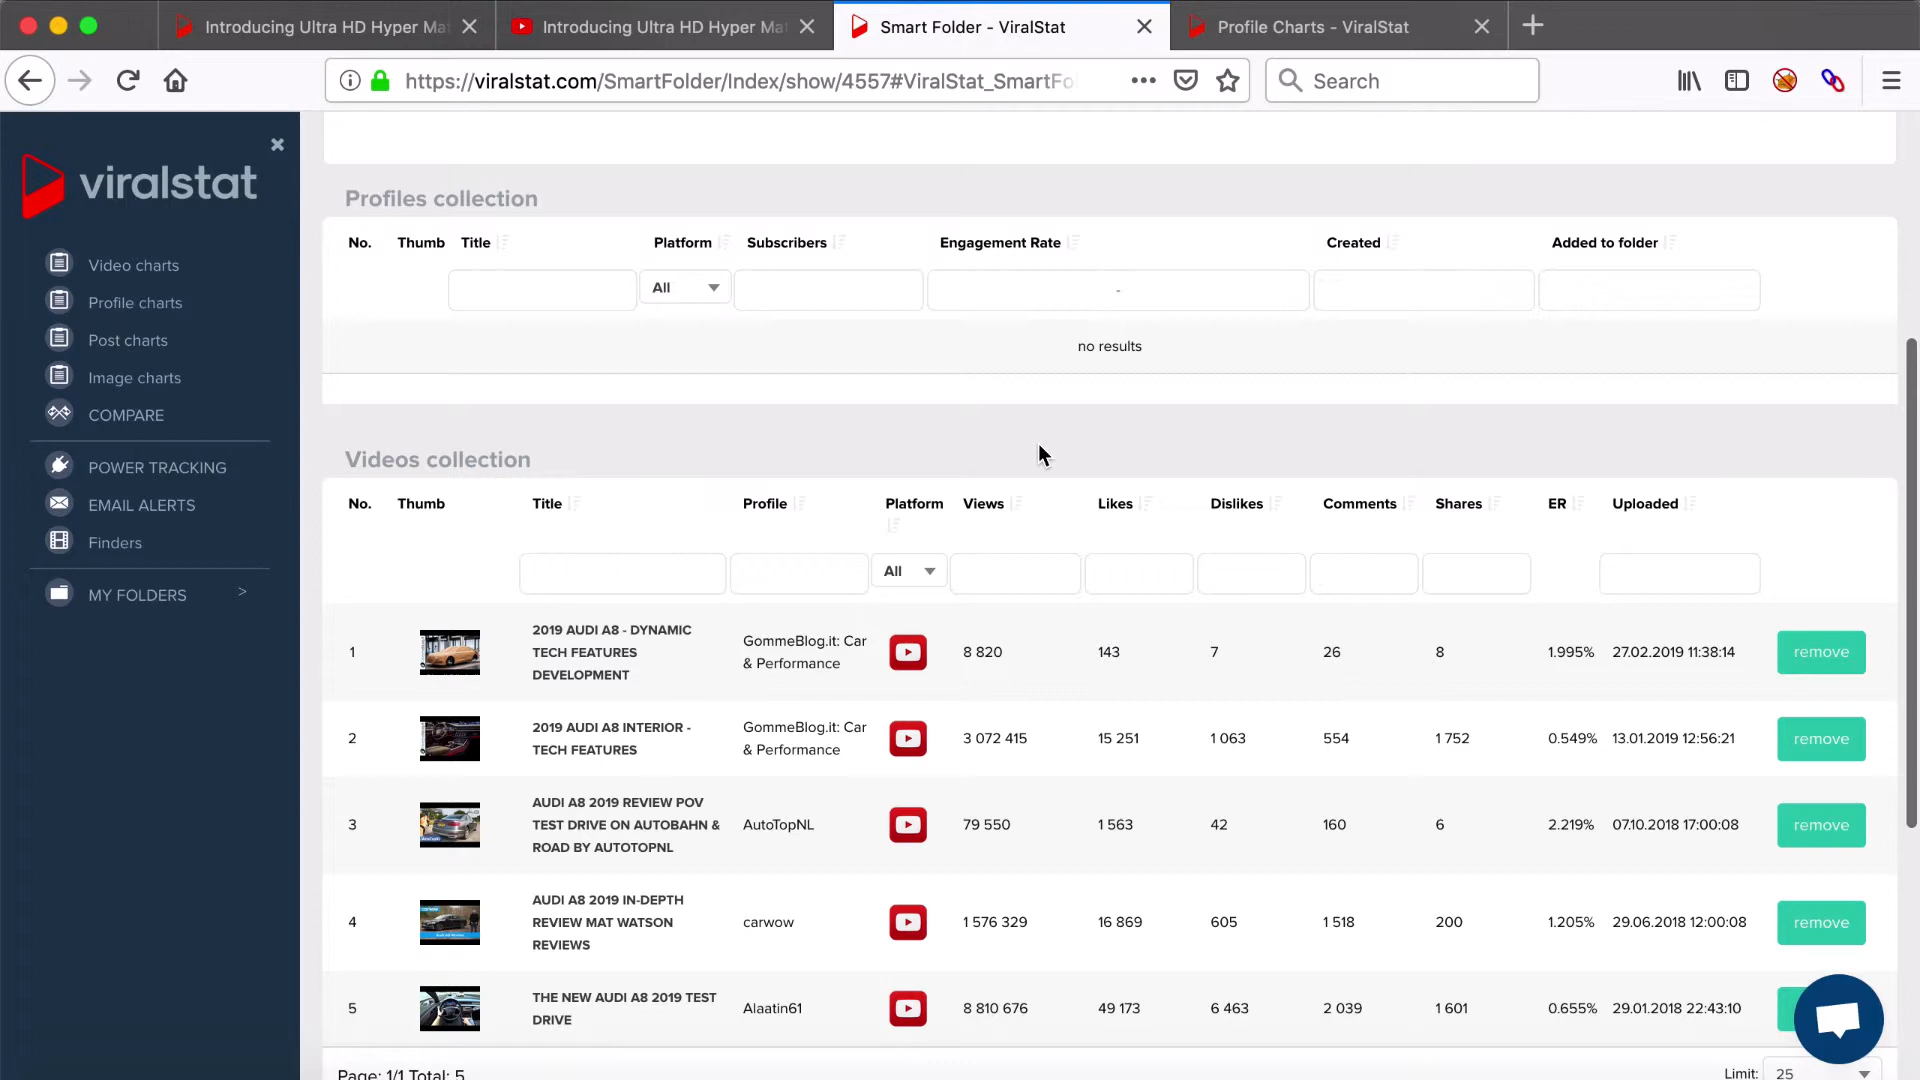 Introducing Ultra HD Hyper Mat
Introducing Ultra HD Hyper Mat
Smart Folder - ViralStat
Profile Charts - ViralStat
https://viralstat.com/SmartFolder/Index/show/4557#ViralStat_SmartFo
Search
viralstat
Video charts
Profile charts
Post charts
Image charts
COMPARE
POWER TRACKING
EMAIL ALERTS
Finders
MY FOLDERS >
Profiles collection
No. Thumb Title Platform Subscribers Engagement Rate Created Added to folder
All -
no results
Videos collection
No. Thumb Title Profile Platform Views Likes Dislikes Comments Shares ER Uploaded
All
1 2019 AUDI A8 - DYNAMIC TECH FEATURES DEVELOPMENT GommeBlog.it: Car & Performance 8 820 143 7 26 8 1.995% 27.02.2019 11:38:14 remove
2 2019 AUDI A8 INTERIOR - TECH FEATURES GommeBlog.it: Car & Performance 3 072 415 15 251 1 063 554 1 752 0.549% 13.01.2019 12:56:21 remove
3 AUDI A8 2019 REVIEW POV TEST DRIVE ON AUTOBAHN & ROAD BY AUTOTOPNL AutoTopNL 79 550 1 563 42 160 6 2.219% 07.10.2018 17:00:08 remove
4 AUDI A8 2019 IN-DEPTH REVIEW MAT WATSON REVIEWS carwow 1 576 329 16 869 605 1 518 200 1.205% 29.06.2018 12:00:08 remove
5 THE NEW AUDI A8 2019 TEST DRIVE Alaatin61 8 810 676 49 173 6 463 2 039 1 601 0.655% 29.01.2018 22:43:10
Page: 1/1 Total: 5
Limit: 25